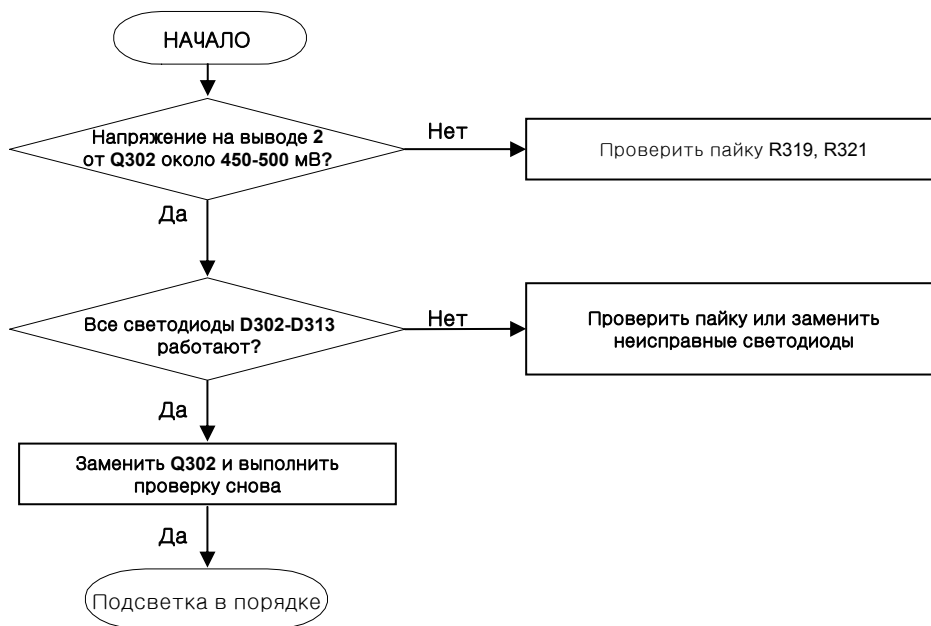 НАЧАЛО
Напряжение на выводе 2
от Q302 около 450-500 мВ?
Нет
Проверить пайку R319, R321
Да
Все светодиоды D302-D313
работают?
Нет
Проверить пайку или заменить
неисправные светодиоды
Да
Заменить Q302 и выполнить
проверку снова
Да
Подсветка в порядке